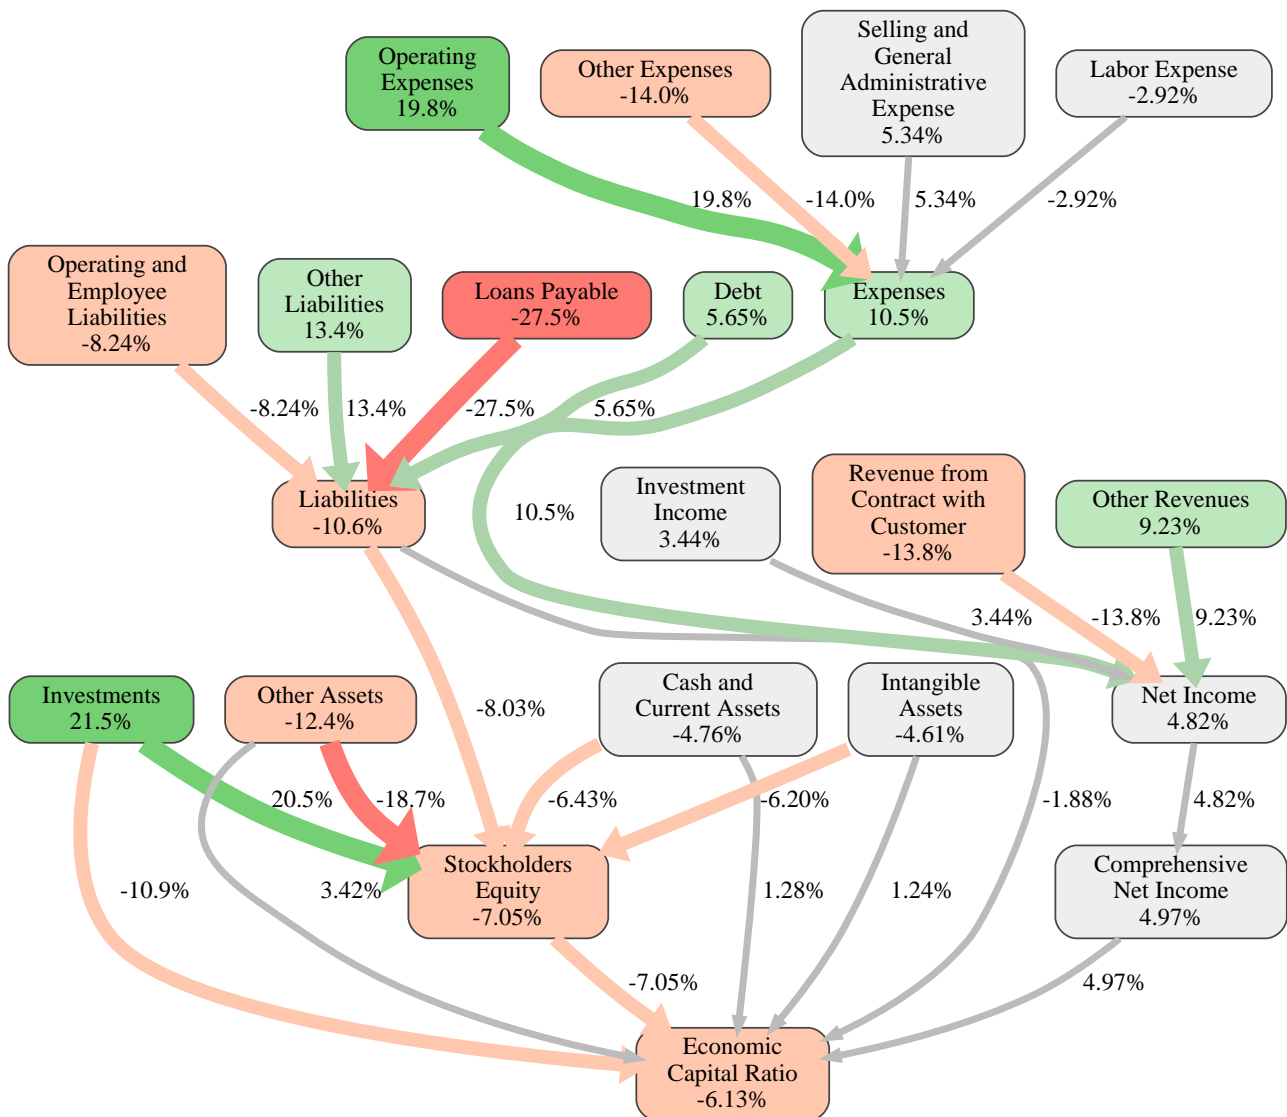 Operating
Expenses
19.8%
Other Expenses
-14.0%
Selling and
General
Administrative
Expense
5.34%
Labor Expense
-2.92%
19.8%
-14.0%
5.34%
-2.92%
Operating and
Employee
Liabilities
-8.24%
Other
Liabilities
13.4%
Loans Payable
-27.5%
Debt
5.65%
Expenses
10.5%
-8.24%
13.4%
-27.5%
5.65%
Liabilities
-10.6%
10.5%
Investment
Income
3.44%
Revenue from
Contract with
Customer
-13.8%
Other Revenues
9.23%
3.44%
-13.8%
9.23%
Investments
21.5%
Other Assets
-12.4%
-8.03%
Cash and
Current Assets
-4.76%
Intangible
Assets
-4.61%
Net Income
4.82%
20.5%
-18.7%
-6.43%
-6.20%
-1.88%
4.82%
-10.9%
3.42%
Stockholders
Equity
-7.05%
1.28%
1.24%
Comprehensive
Net Income
4.97%
-7.05%
4.97%
Economic
Capital Ratio
-6.13%